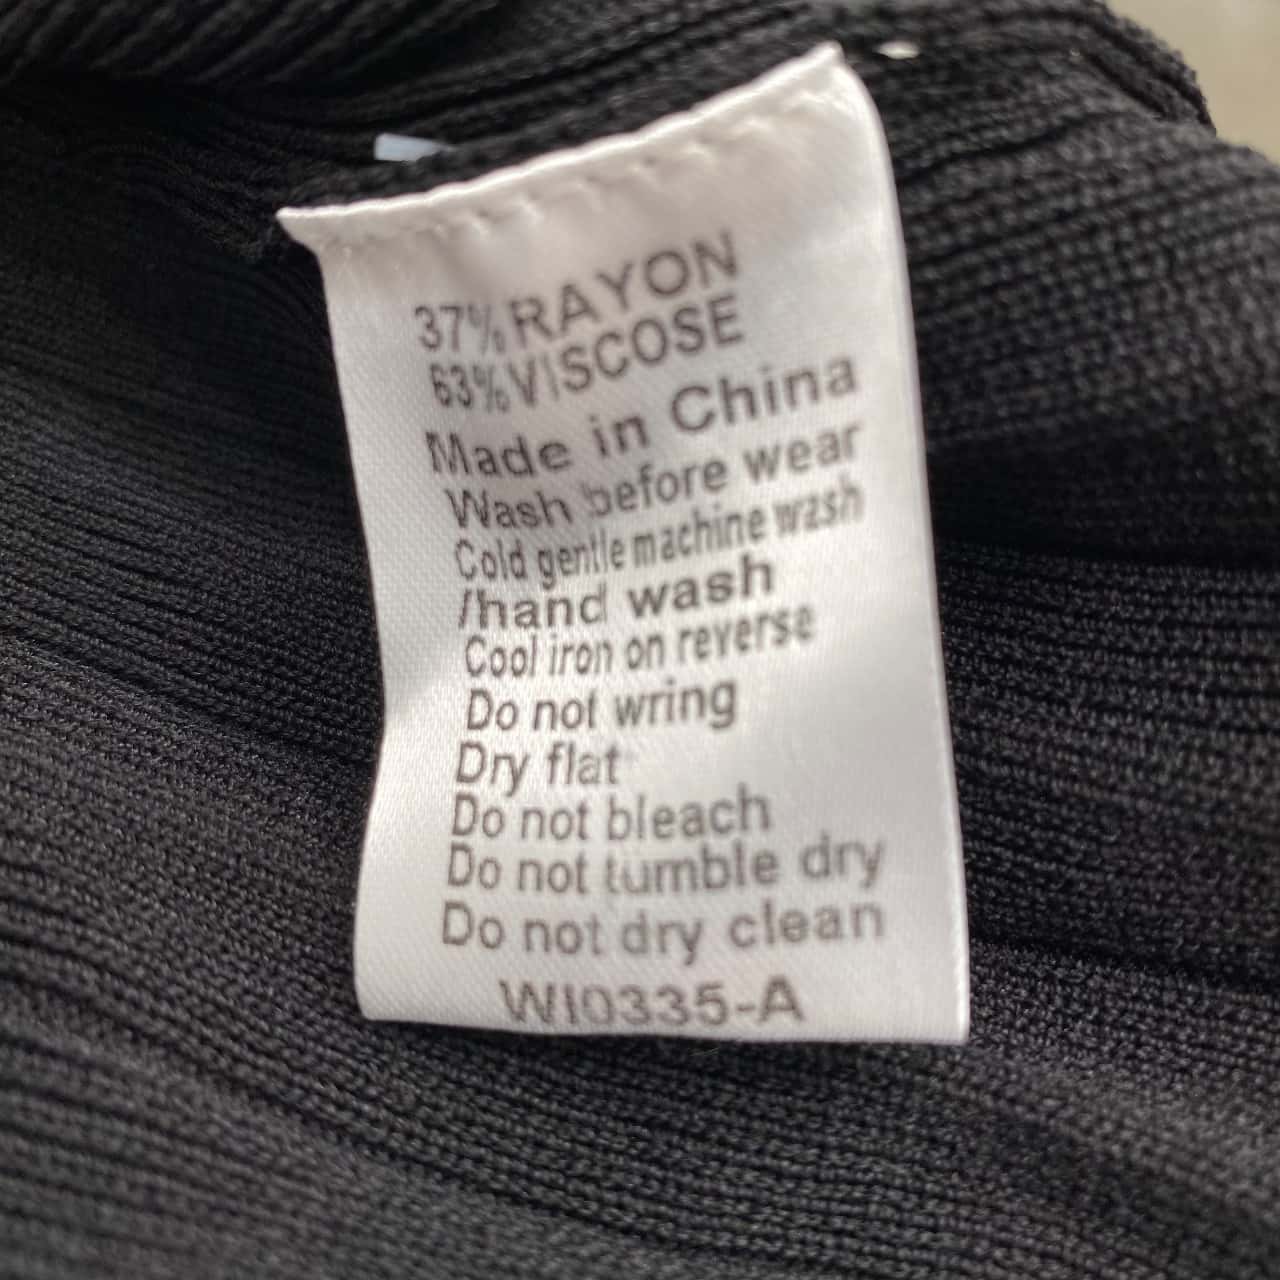 37%RAYON
63%VISCOSE
Made in China
Wash before wear
Cold gentle machine wash
/hand wash
Cool iron on reverse
Do not wring
Dry flat
Do not bleach
Do not tumble dry
Do not dry clean
WI0335-A